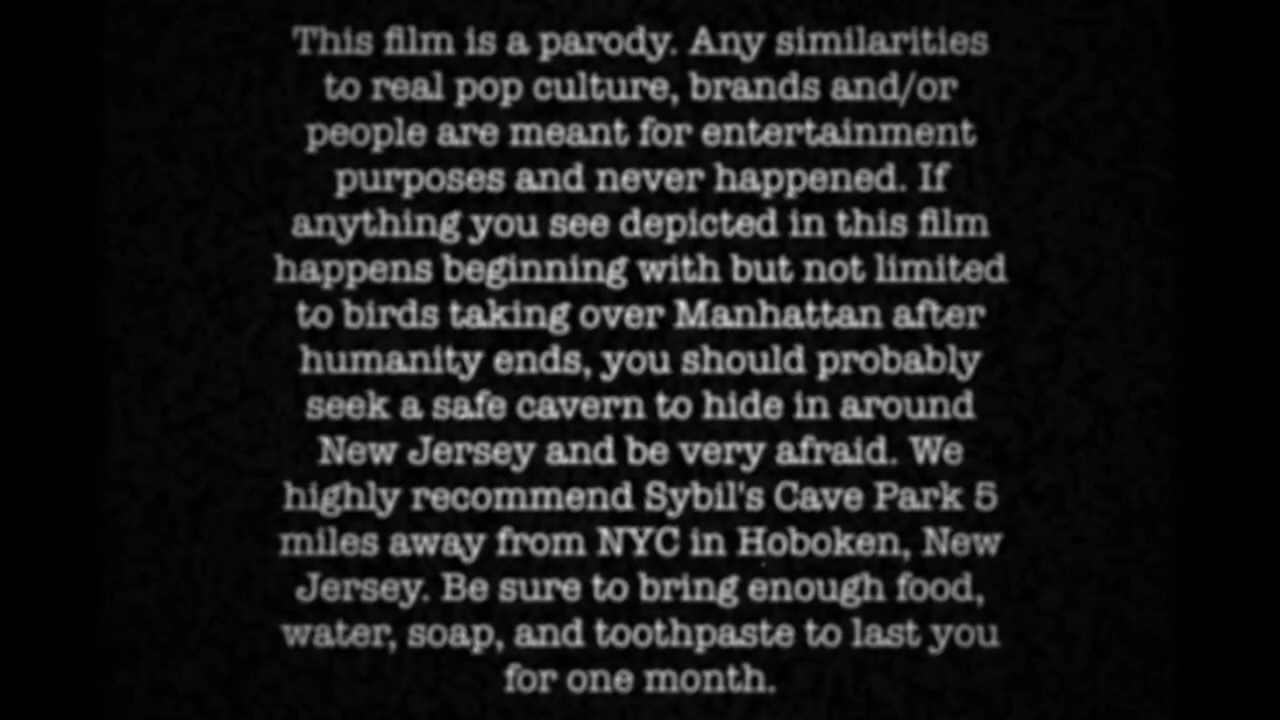 This film is a parody. Any similarities
to real pop culture, brands and/or
people are meant for entertainment
purposes and never happened. If
anything you see depicted in this film
happens beginning with but not limited
to birds taking over Manhattan after
humanity ends, you should probably
seek a safe cavern to hide in around
New Jersey and be very afraid. We
highly recommend Sybil's Cave Park 5
miles away from NYC in Hoboken, New
Jersey. Be sure to bring enough food,
water, soap, and toothpaste to last you
for one month.